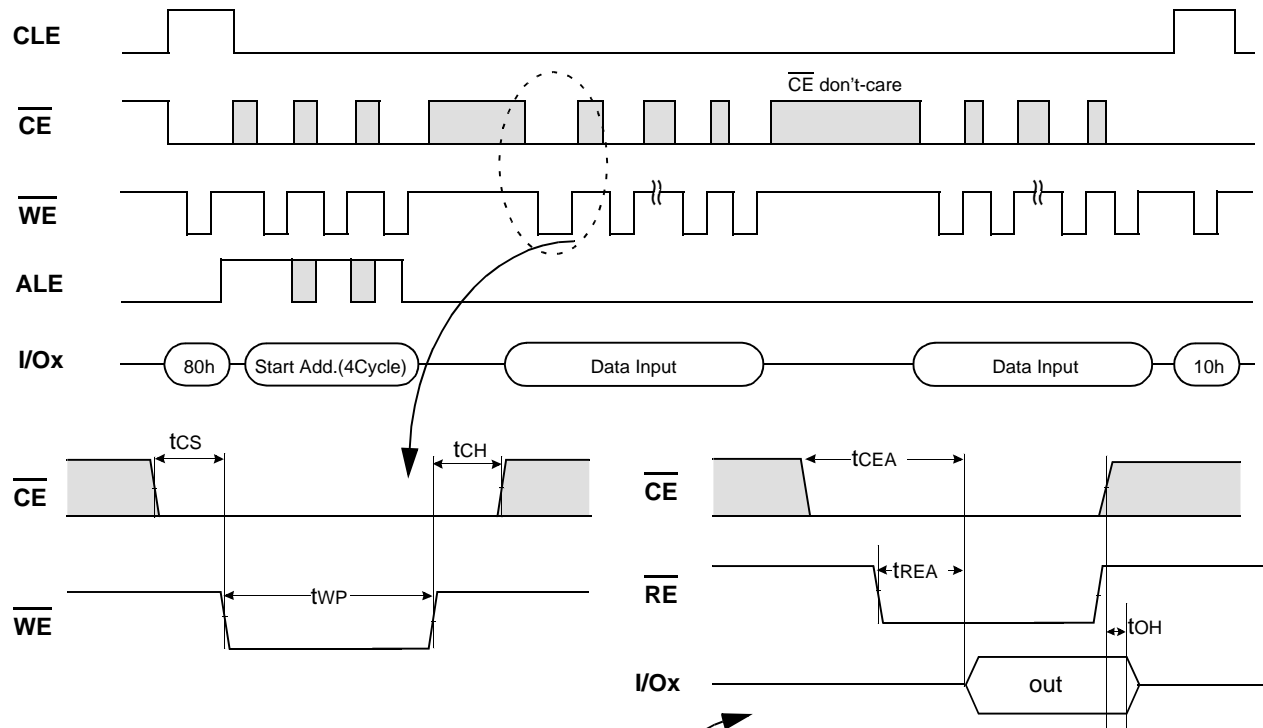 CLE
CE don't-care
CE
WE
ALE
I/Ox
80h
Start Add.(4Cycle)
Data Input
Data Input
10h
tCS
tCH
CE
tWP
WE
tCEA
CE
tREA
RE
tOH
I/Ox
out